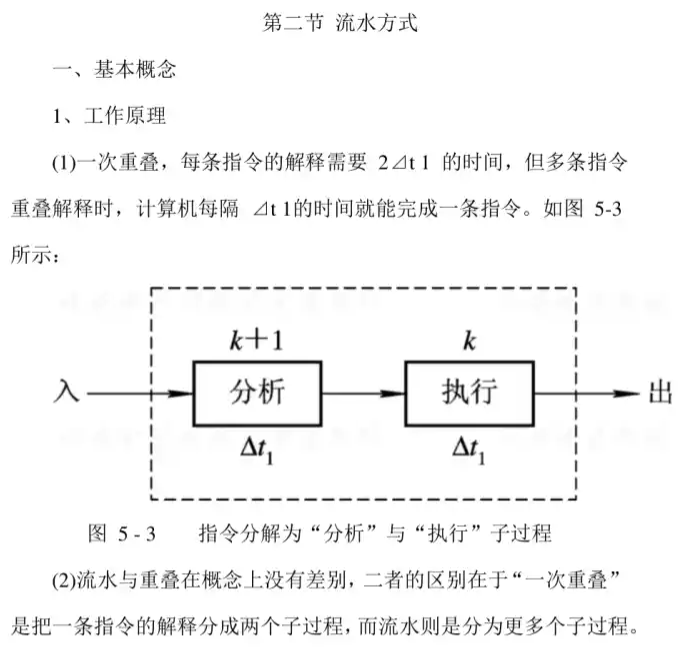 第二节 流水方式
一、基本概念
1、工作原理
(1)一次重叠，每条指令的解释需要 2⊿t 1 的时间，但多条指令
重叠解释时，计算机每隔 ⊿t 1的时间就能完成一条指令。如图 5-3
所示：
k＋1 k
入 分析 执行 出
Δt₁ Δt₁
图 5 - 3 指令分解为“分析”与“执行”子过程
(2)流水与重叠在概念上没有差别，二者的区别在于“一次重叠”
是把一条指令的解释分成两个子过程，而流水则是分为更多个子过程。